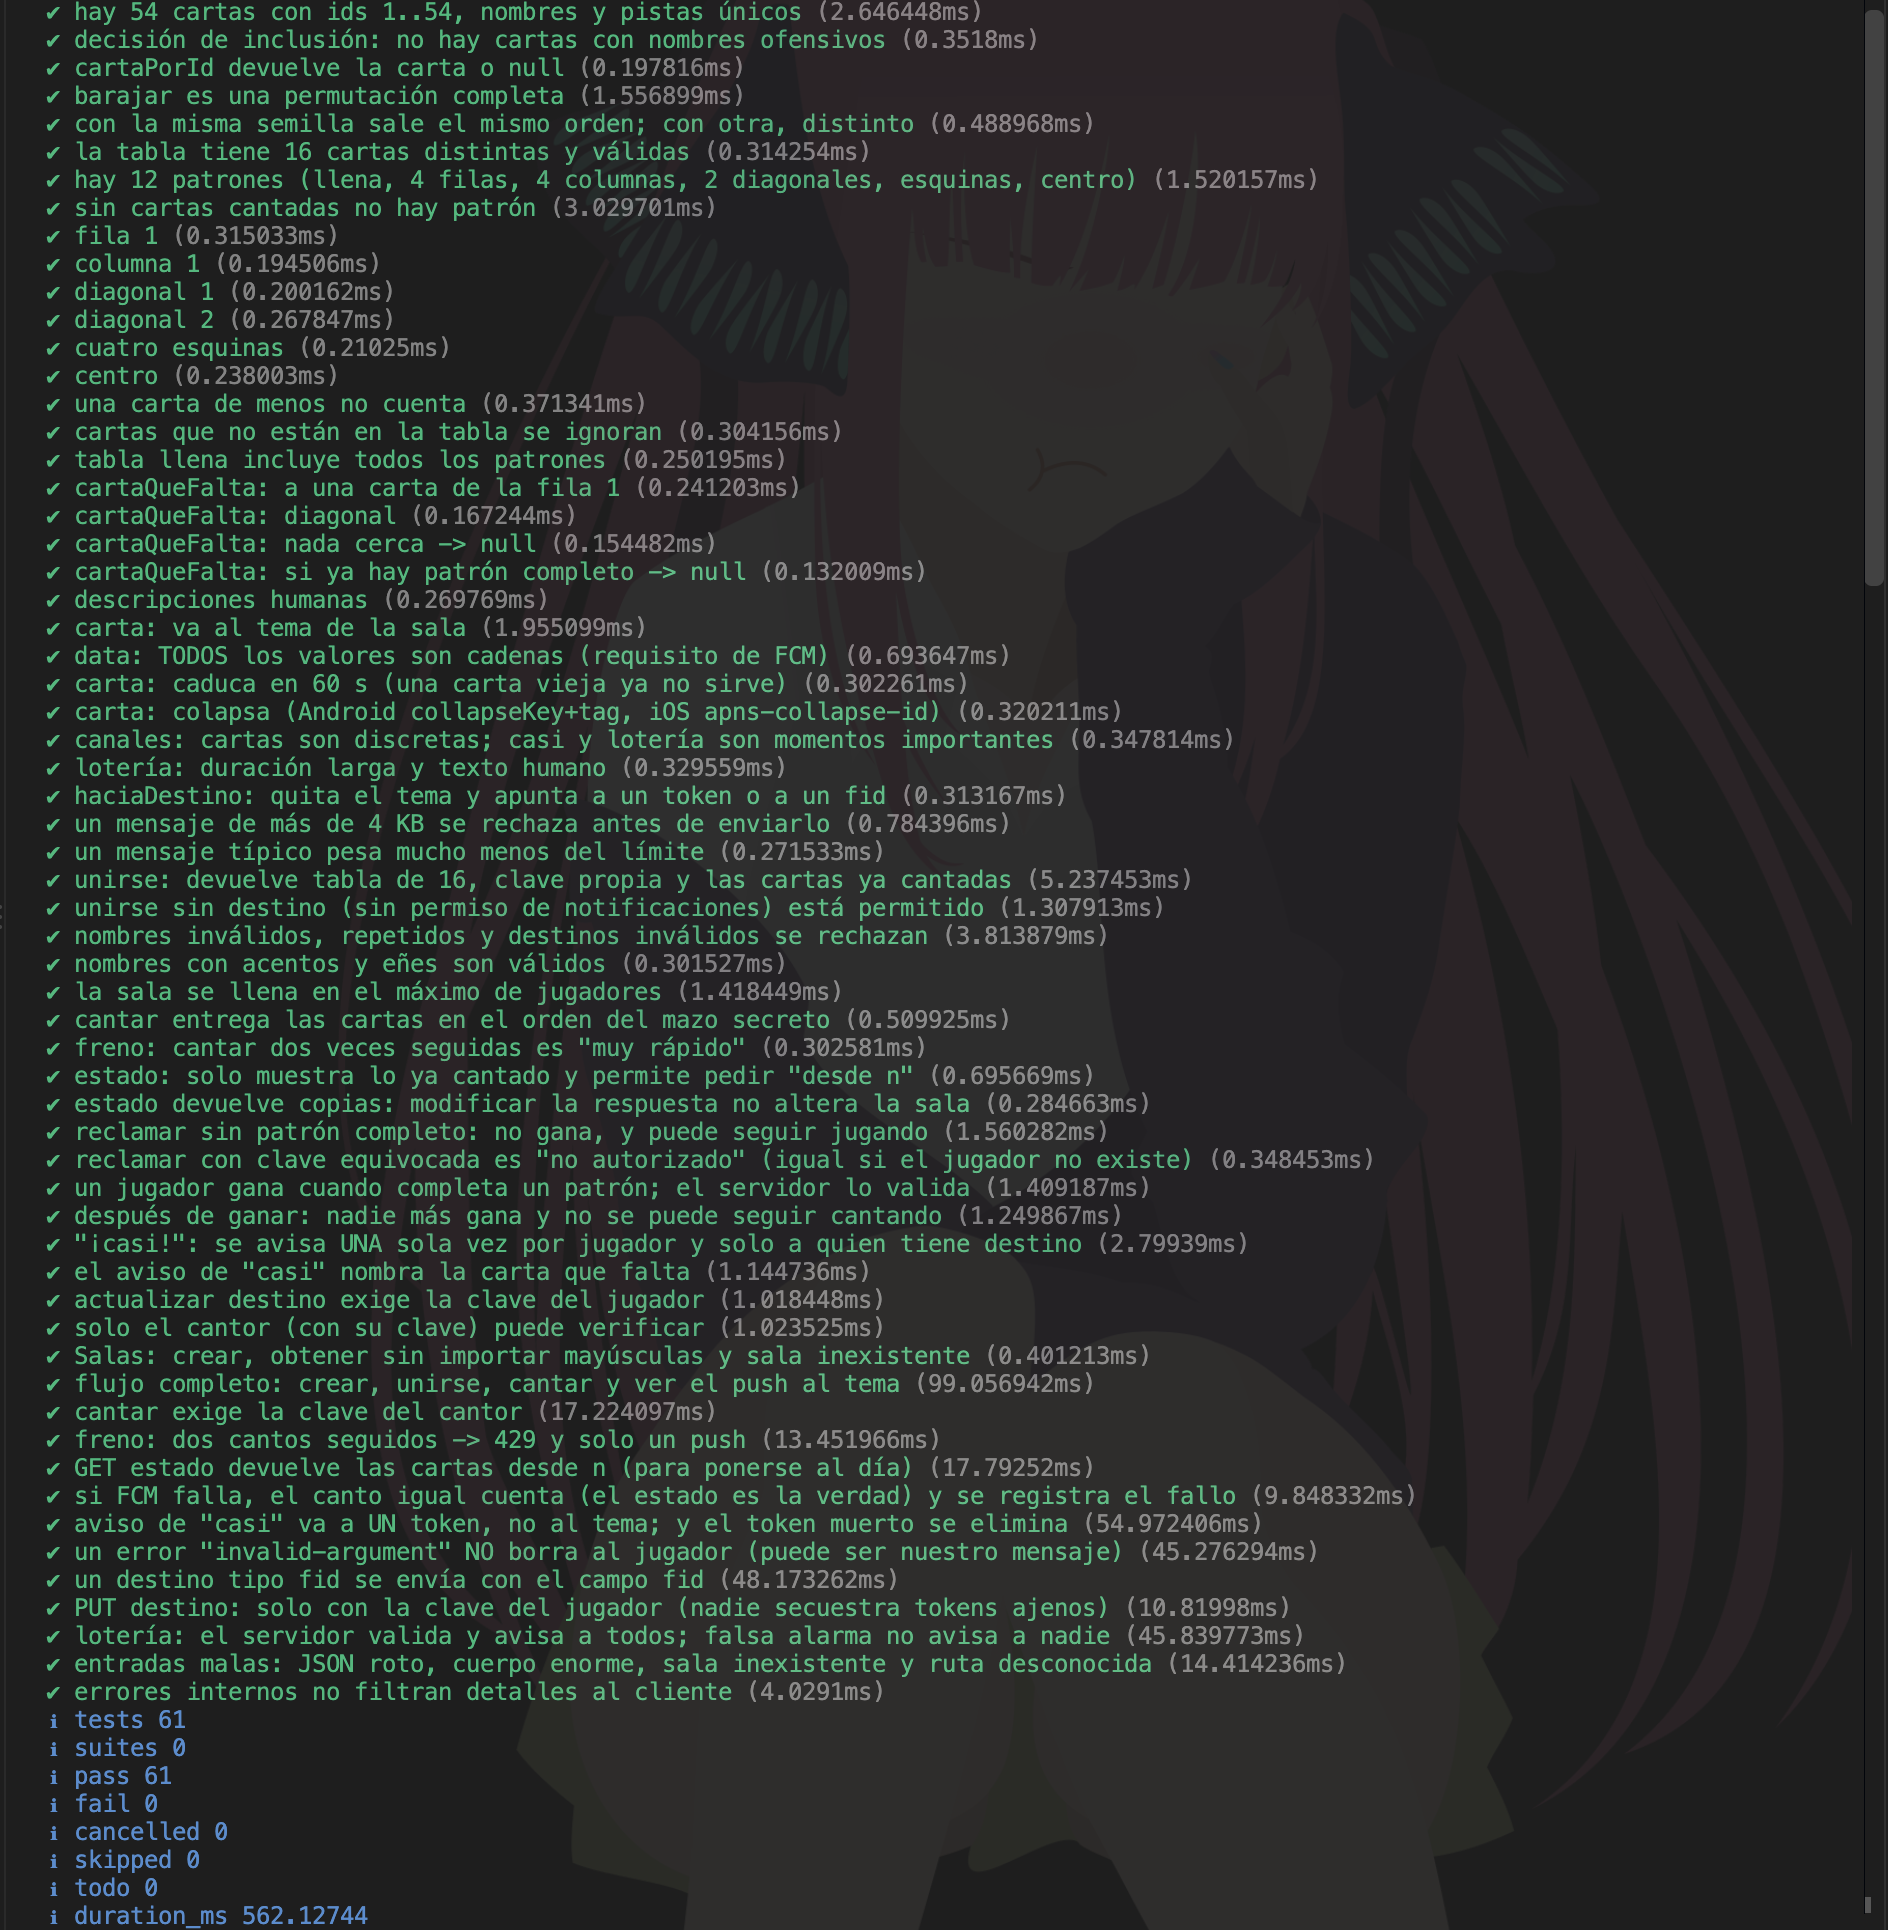 ✔ hay 54 cartas con ids 1..54, nombres y pistas únicos (2.646448ms)
✔ decisión de inclusión: no hay cartas con nombres ofensivos (0.3518ms)
✔ cartaPorId devuelve la carta o null (0.197816ms)
✔ barajar es una permutación completa (1.556899ms)
✔ con la misma semilla sale el mismo orden; con otra, distinto (0.488968ms)
✔ la tabla tiene 16 cartas distintas y válidas (0.314254ms)
✔ hay 12 patrones (llena, 4 filas, 4 columnas, 2 diagonales, esquinas, centro) (1.520157ms)
✔ sin cartas cantadas no hay patrón (3.029701ms)
✔ fila 1 (0.315033ms)
✔ columna 1 (0.194506ms)
✔ diagonal 1 (0.200162ms)
✔ diagonal 2 (0.267847ms)
✔ cuatro esquinas (0.21025ms)
✔ centro (0.238003ms)
✔ una carta de menos no cuenta (0.371341ms)
✔ cartas que no están en la tabla se ignoran (0.304156ms)
✔ tabla llena incluye todos los patrones (0.250195ms)
✔ cartaQueFalta: a una carta de la fila 1 (0.241203ms)
✔ cartaQueFalta: diagonal (0.167244ms)
✔ cartaQueFalta: nada cerca -> null (0.154482ms)
✔ cartaQueFalta: si ya hay patrón completo -> null (0.132009ms)
✔ descripciones humanas (0.269769ms)
✔ carta: va al tema de la sala (1.955099ms)
✔ data: TODOS los valores son cadenas (requisito de FCM) (0.693647ms)
✔ carta: caduca en 60 s (una carta vieja ya no sirve) (0.302261ms)
✔ carta: colapsa (Android collapseKey+tag, iOS apns-collapse-id) (0.320211ms)
✔ canales: cartas son discretas; casi y lotería son momentos importantes (0.347814ms)
✔ lotería: duración larga y texto humano (0.329559ms)
✔ haciaDestino: quita el tema y apunta a un token o a un fid (0.313167ms)
✔ un mensaje de más de 4 KB se rechaza antes de enviarlo (0.784396ms)
✔ un mensaje típico pesa mucho menos del límite (0.271533ms)
✔ unirse: devuelve tabla de 16, clave propia y las cartas ya cantadas (5.237453ms)
✔ unirse sin destino (sin permiso de notificaciones) está permitido (1.307913ms)
✔ nombres inválidos, repetidos y destinos inválidos se rechazan (3.813879ms)
✔ nombres con acentos y eñes son válidos (0.301527ms)
✔ la sala se llena en el máximo de jugadores (1.418449ms)
✔ cantar entrega las cartas en el orden del mazo secreto (0.509925ms)
✔ freno: cantar dos veces seguidas es "muy rápido" (0.302581ms)
✔ estado: solo muestra lo ya cantado y permite pedir "desde n" (0.695669ms)
✔ estado devuelve copias: modificar la respuesta no altera la sala (0.284663ms)
✔ reclamar sin patrón completo: no gana, y puede seguir jugando (1.560282ms)
✔ reclamar con clave equivocada es "no autorizado" (igual si el jugador no existe) (0.348453ms)
✔ un jugador gana cuando completa un patrón; el servidor lo valida (1.409187ms)
✔ después de ganar: nadie más gana y no se puede seguir cantando (1.249867ms)
✔ "¡casi!": se avisa UNA sola vez por jugador y solo a quien tiene destino (2.79939ms)
✔ el aviso de "casi" nombra la carta que falta (1.144736ms)
✔ actualizar destino exige la clave del jugador (1.018448ms)
✔ solo el cantor (con su clave) puede verificar (1.023525ms)
✔ Salas: crear, obtener sin importar mayúsculas y sala inexistente (0.401213ms)
✔ flujo completo: crear, unirse, cantar y ver el push al tema (99.056942ms)
✔ cantar exige la clave del cantor (17.224097ms)
✔ freno: dos cantos seguidos -> 429 y solo un push (13.451966ms)
✔ GET estado devuelve las cartas desde n (para ponerse al día) (17.79252ms)
✔ si FCM falla, el canto igual cuenta (el estado es la verdad) y se registra el fallo (9.848332ms)
✔ aviso de "casi" va a UN token, no al tema; y el token muerto se elimina (54.972406ms)
✔ un error "invalid-argument" NO borra al jugador (puede ser nuestro mensaje) (45.276294ms)
✔ un destino tipo fid se envía con el campo fid (48.173262ms)
✔ PUT destino: solo con la clave del jugador (nadie secuestra tokens ajenos) (10.81998ms)
✔ lotería: el servidor valida y avisa a todos; falsa alarma no avisa a nadie (45.839773ms)
✔ entradas malas: JSON roto, cuerpo enorme, sala inexistente y ruta desconocida (14.414236ms)
✔ errores internos no filtran detalles al cliente (4.0291ms)
ℹ tests 61
ℹ suites 0
ℹ pass 61
ℹ fail 0
ℹ cancelled 0
ℹ skipped 0
ℹ todo 0
ℹ duration_ms 562.12744